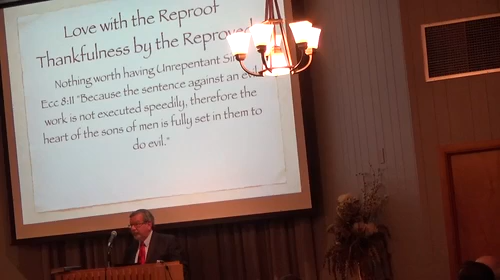 Love with the Reproof
Thankfulness by the Reproved
Nothing worth having Unrepentant
Ecc 8:11 "Because the sentence against an evil
work is not executed speedily, therefore the
heart of the sons of men is fully set in them to
do evil."